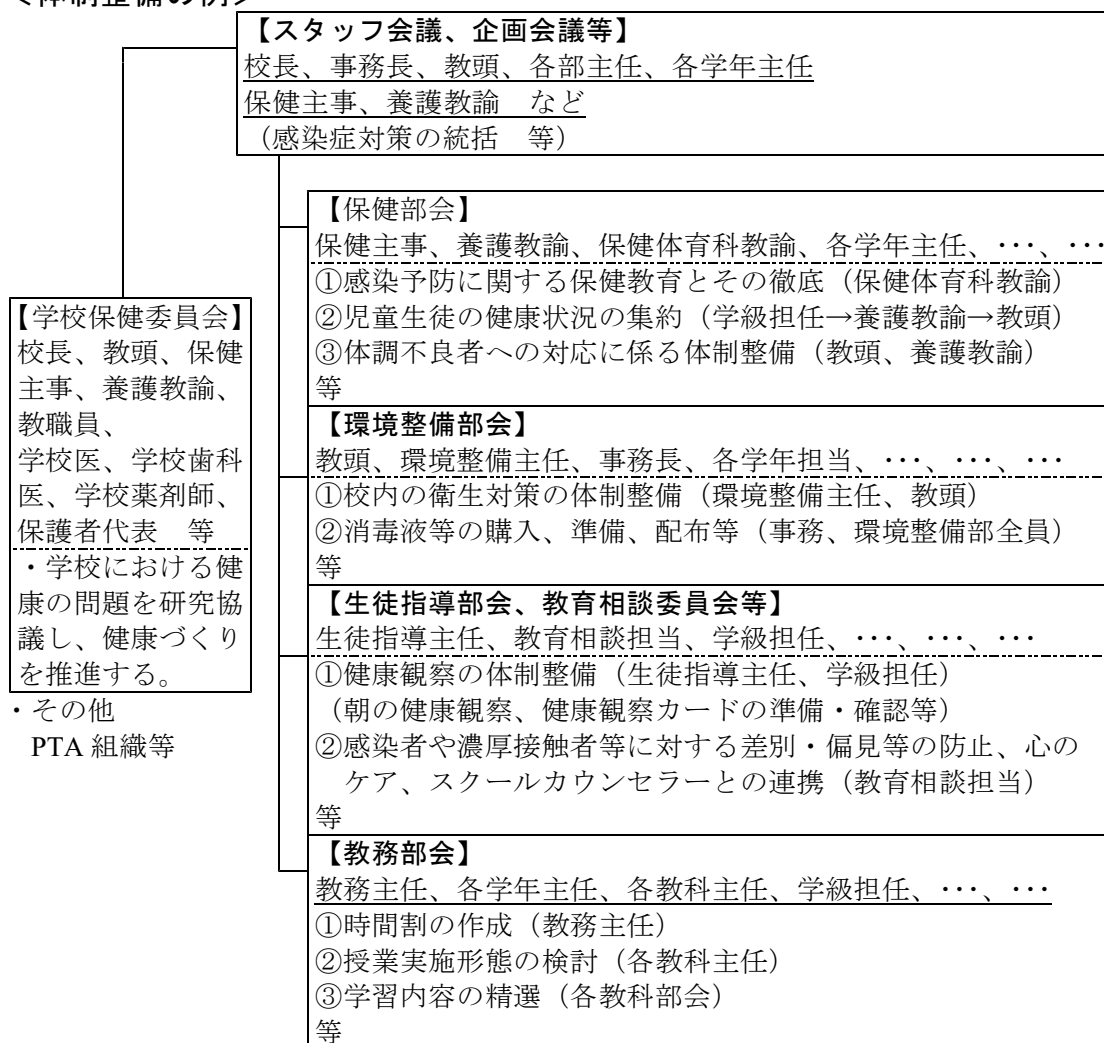 ＜体制整備の例＞
【スタッフ会議、企画会議等】
校長、事務長、教頭、各部主任、各学年主任
保健主事、養護教諭　など
（感染症対策の統括　等）
【学校保健委員会】
校長、教頭、保健
主事、養護教諭、
教職員、
学校医、学校歯科
医、学校薬剤師、
保護者代表　等
・学校における健
康の問題を研究協
議し、健康づくり
を推進する。
・その他
PTA 組織等
【保健部会】
保健主事、養護教諭、保健体育科教諭、各学年主任、･･･、･･･
①感染予防に関する保健教育とその徹底（保健体育科教諭）
②児童生徒の健康状況の集約（学級担任→養護教諭→教頭）
③体調不良者への対応に係る体制整備（教頭、養護教諭）
等
【環境整備部会】
教頭、環境整備主任、事務長、各学年担当、･･･、･･･、･･･
①校内の衛生対策の体制整備（環境整備主任、教頭）
②消毒液等の購入、準備、配布等（事務、環境整備部全員）
等
【生徒指導部会、教育相談委員会等】
生徒指導主任、教育相談担当、学級担任、･･･、･･･、･･･
①健康観察の体制整備（生徒指導主任、学級担任）
（朝の健康観察、健康観察カードの準備・確認等）
②感染者や濃厚接触者等に対する差別・偏見等の防止、心の
ケア、スクールカウンセラーとの連携（教育相談担当）
等
【教務部会】
教務主任、各学年主任、各教科主任、学級担任、･･･、･･･
①時間割の作成（教務主任）
②授業実施形態の検討（各教科主任）
③学習内容の精選（各教科部会）
等